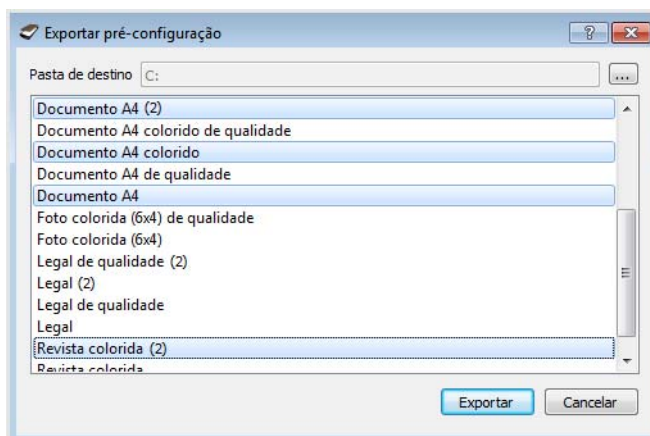 Exportar pré-configuração
Pasta de destino C:
Documento A4 (2)
Documento A4 colorido de qualidade
Documento A4 colorido
Documento A4 de qualidade
Documento A4
Foto colorida (6x4) de qualidade
Foto colorida (6x4)
Legal de qualidade (2)
Legal (2)
Legal de qualidade
Legal
Revista colorida (2)
Revista colorida
Exportar Cancelar